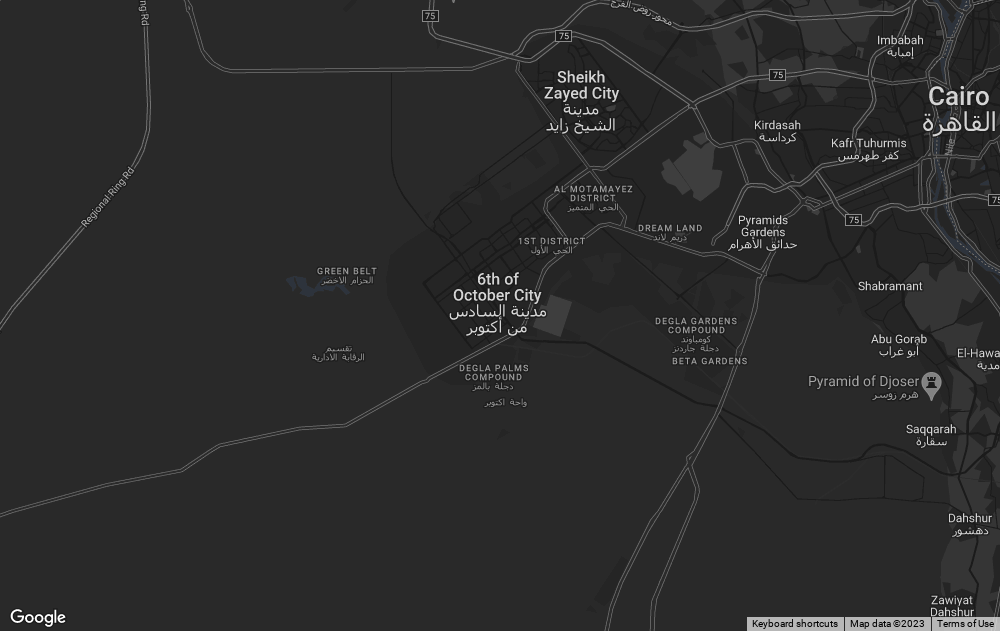 ng Rd
75
محور روض الفرج
75
Imbabah
إمبابة
75
Sheikh
Zayed City
مدينة
الشيخ زايد
Cairo
القاهرة
Kirdasah
كرداسة
Kafr Tuhurmis
كفر طهرمس
Nile
Regional Ring Rd
AL MOTAMAYEZ
DISTRICT
الحي المتميز
75
75
Pyramids
Gardens
حدائق الأهرام
DREAM LAND
دريم لاند
1ST DISTRICT
الحي الأول
GREEN BELT
الحزام الاخضر
6th of
October City
مدينة السادس
من أكتوبر
Shabramant
DEGLA GARDENS
COMPOUND
كومباوند
دجلة جاردنز
BETA GARDENS
Abu Gorab
أبو غراب
تقسيم
الرقابة الادارية
El-Hawa
مدية
DEGLA PALMS
COMPOUND
دجلة بالمز
Pyramid of Djoser
هرم زوسر
واحة اكتوبر
Saqqarah
سقارة
Dahshur
دهشور
Zawiyat
Dahshur
Google
Keyboard shortcuts
Map data ©2023
Terms of Use